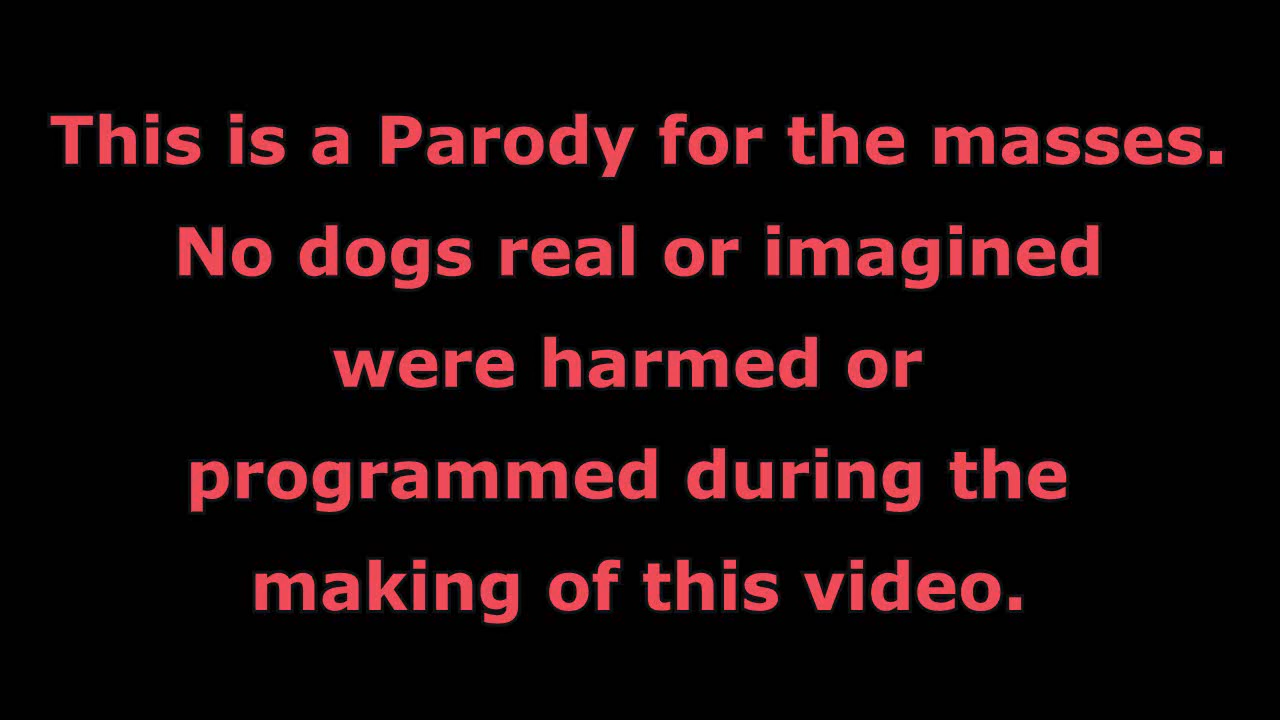 This is a Parody for the masses.
No dogs real or imagined
were harmed or
programmed during the
making of this video.